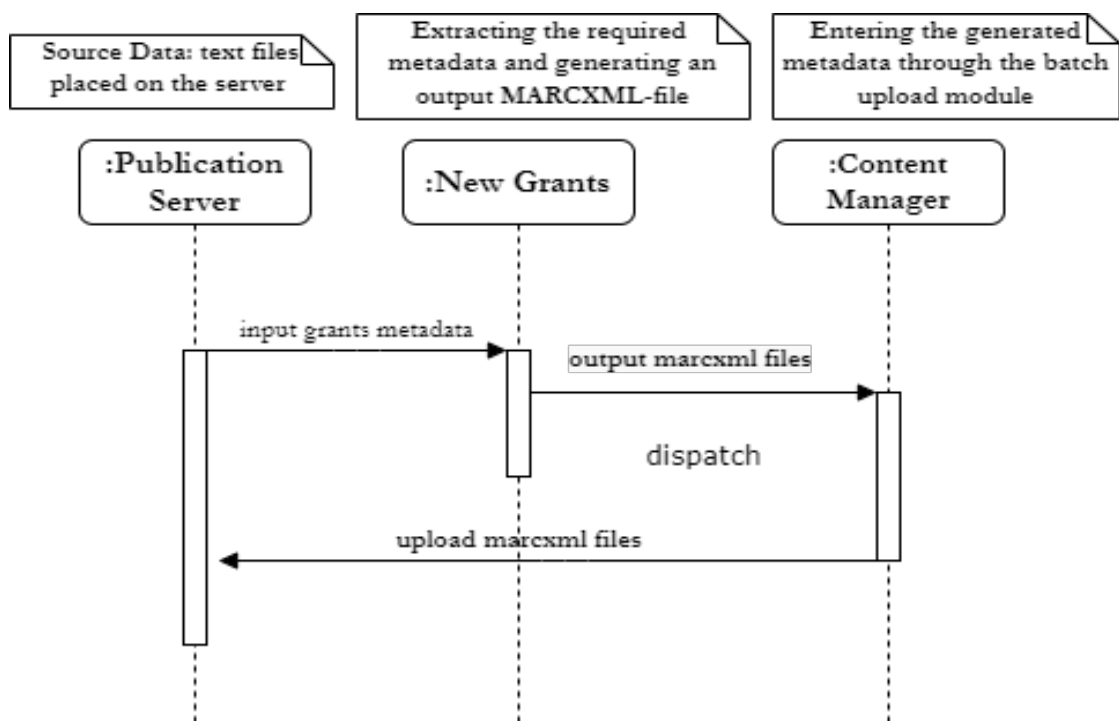 Source Data: text files
placed on the server
Extracting the required
metadata and generating an
output MARCXML-file
Entering the generated
metadata through the batch
upload module
:Publication
Server
:New Grants
:Content
Manager
input grants metadata
output marcxml files
dispatch
upload marcxml files